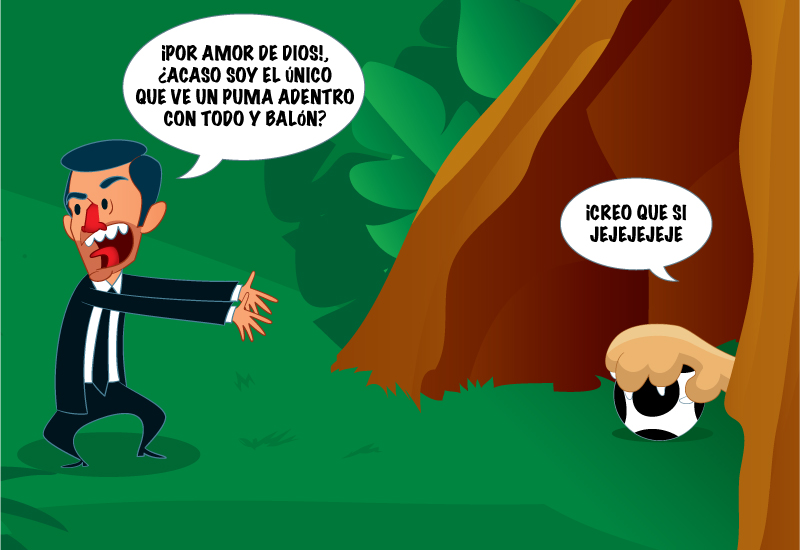 ¡POR AMOR DE DIOS!,
¿ACASO SOY EL ÚNICO
QUE VE UN PUMA ADENTRO
CON TODO Y BALÓN?
¡CREO QUE SI
JEJEJEJEJE